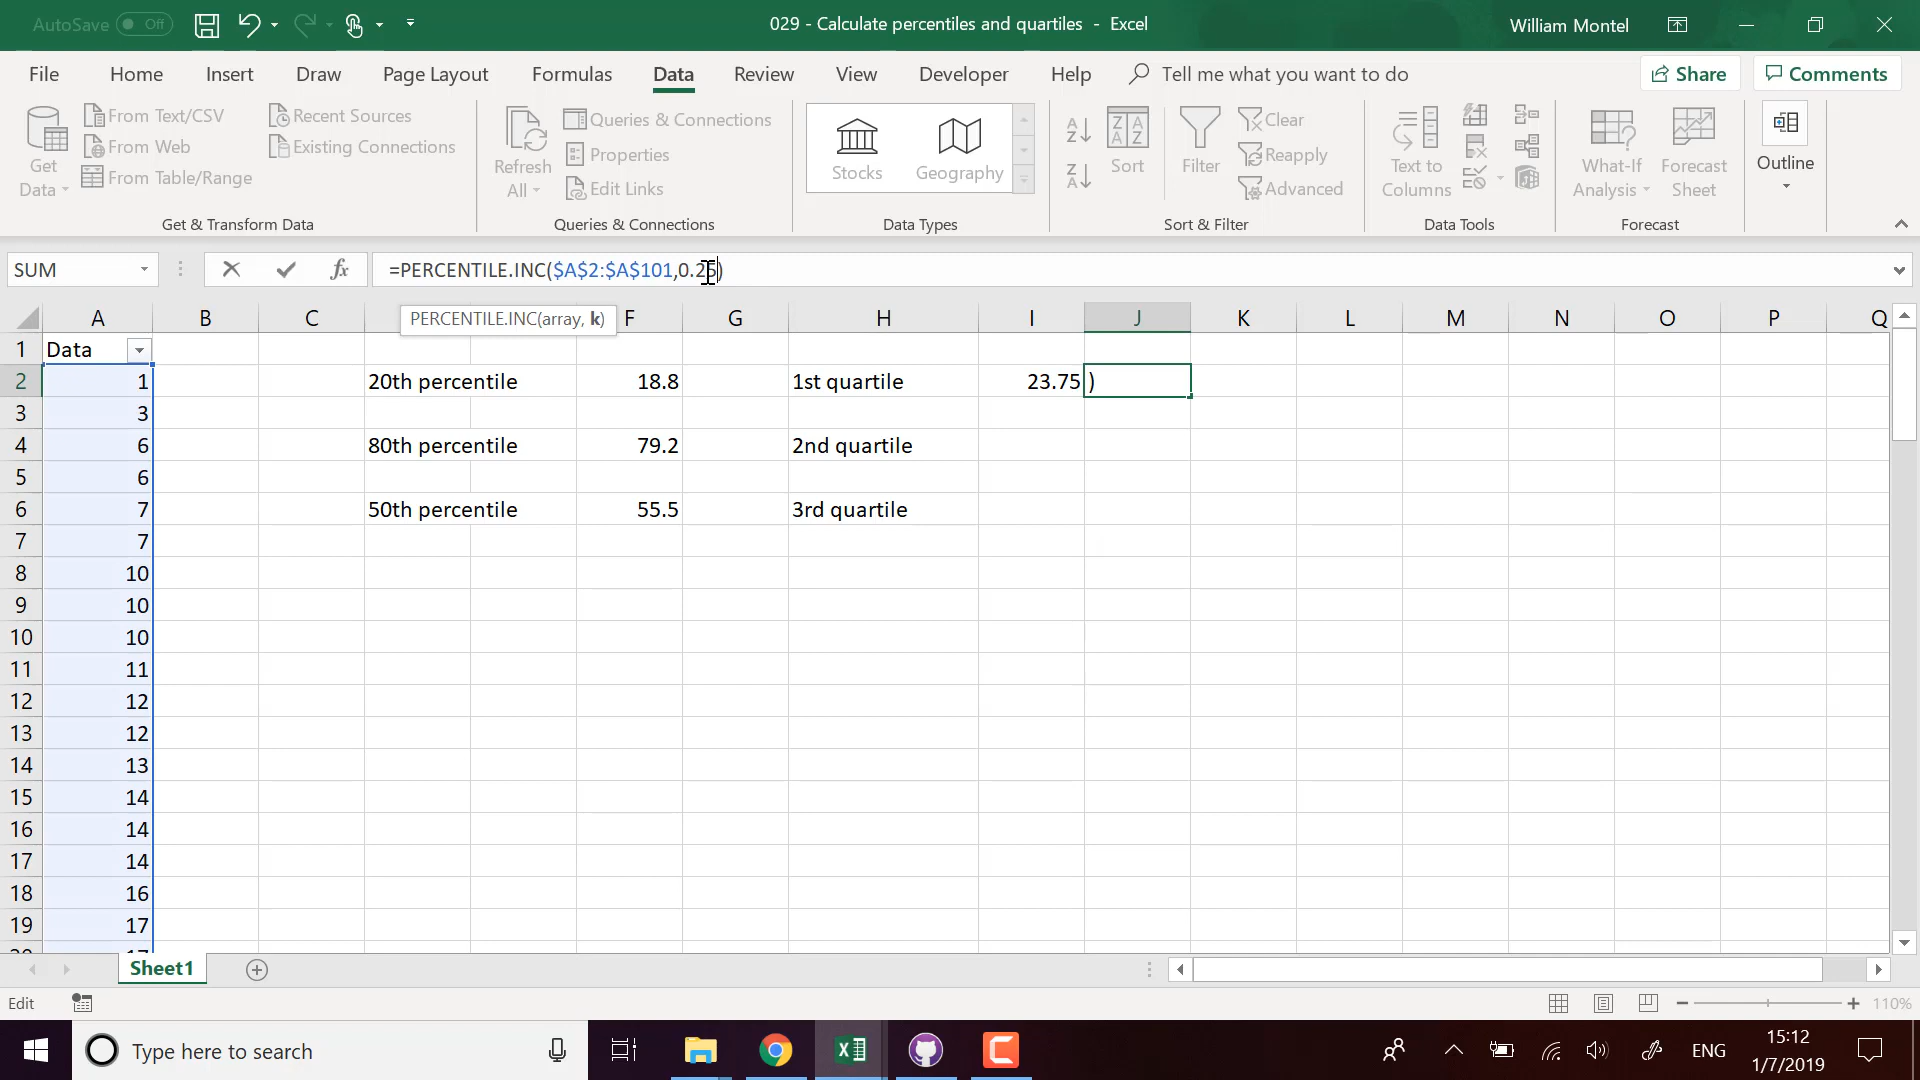 AutoSave Off
029 - Calculate percentiles and quartiles - Excel
William Montel
File Home Insert Draw Page Layout Formulas Data Review View Developer Help Tell me what you want to do Share Comments
Get Data
From Text/CSV
From Web
From Table/Range
Recent Sources
Existing Connections
Get & Transform Data
Refresh All
Queries & Connections
Properties
Edit Links
Queries & Connections
Stocks
Geography
Data Types
Sort
Filter
Clear
Reapply
Advanced
Sort & Filter
Text to Columns
Data Tools
What-If Analysis
Forecast Sheet
Forecast
Outline
SUM
fx
=PERCENTILE.INC($A$2:$A$101,0.25)
PERCENTILE.INC(array, k)
A B C F G H I J K L M N O P Q
1 Data
2 1 20th percentile 18.8 1st quartile 23.75 )
3 3
4 6 80th percentile 79.2 2nd quartile
5 6
6 7 50th percentile 55.5 3rd quartile
7 7
8 10
9 10
10 10
11 11
12 12
13 12
14 13
15 14
16 14
17 14
18 16
19 17
Sheet1
Edit
110%
Type here to search
ENG
15:12
1/7/2019